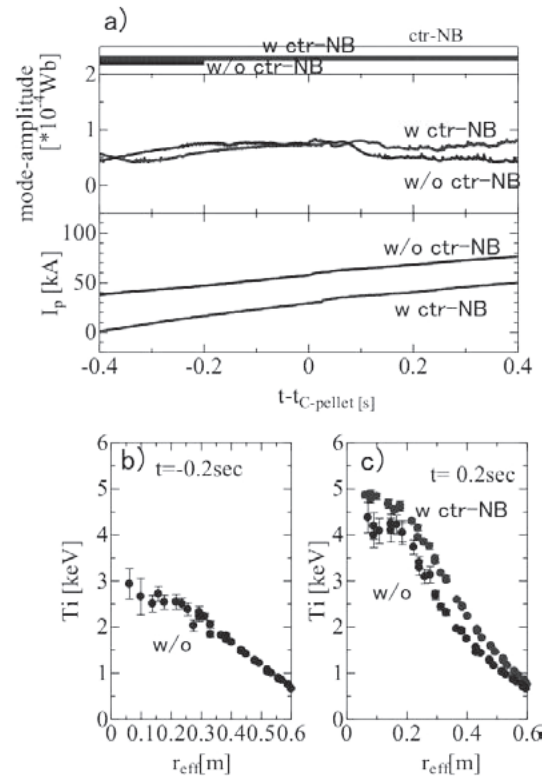 a)
ctr-NB
w ctr-NB
w/o ctr-NB
mode-amplitude
[*10⁻⁴Wb]
2
1
0
w ctr-NB
w/o ctr-NB
I_p [kA]
100
50
0
w/o ctr-NB
w ctr-NB
-0.4 -0.2 0 0.2 0.4
t-t_C-pellet [s]
b) t=-0.2sec
Ti [keV]
6
5
4
3
2
1
0
w/o
0 0.1 0.2 0.3 0.4 0.5 0.6
r_eff[m]
c) t= 0.2sec
w ctr-NB
Ti [keV]
6
5
4
3
2
1
0
w/o
0 0.2 0.4 0.6
r_eff[m]